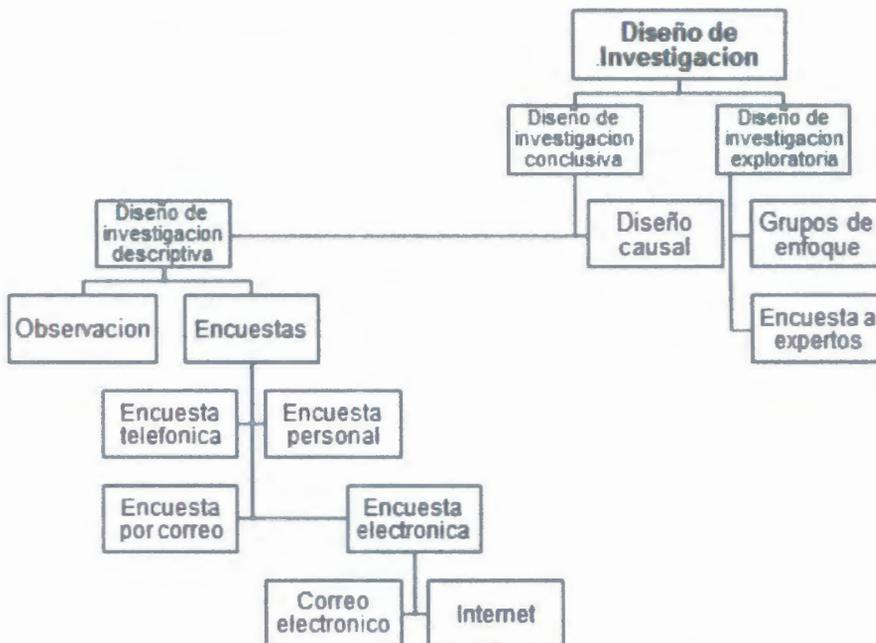 Diseño de
Investigacion
Diseño de
investigacion
conclusiva
Diseño de
investigacion
exploratoria
Diseño de
investigacion
descriptiva
Diseño
causal
Grupos de
enfoque
Observacion
Encuestas
Encuesta a
expertos
Encuesta
telefonica
Encuesta
personal
Encuesta
por correo
Encuesta
electronica
Correo
electronico
Internet